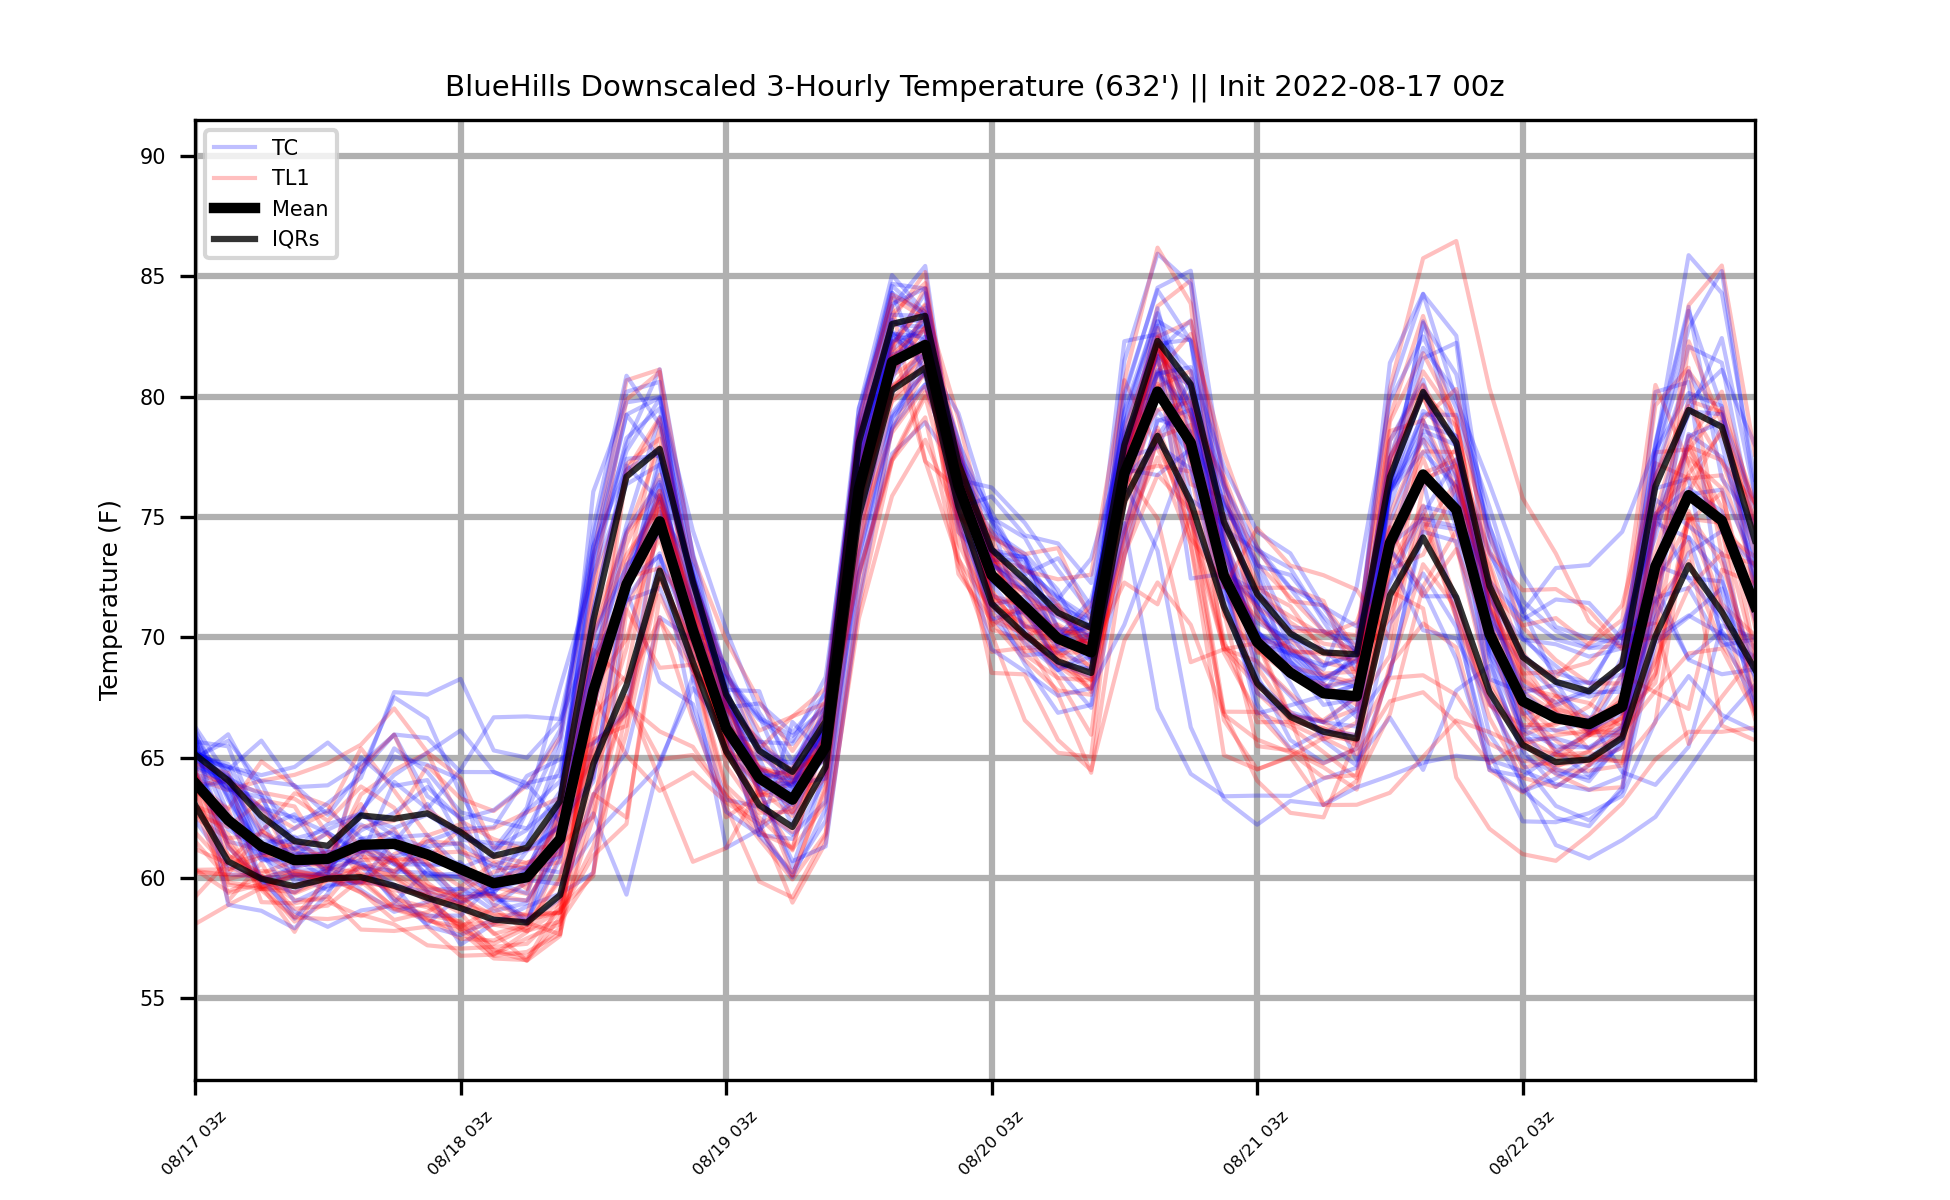 BlueHills Downscaled 3-Hourly Temperature (632') || Init 2022-08-17 00z
TC
TL1
Mean
IQRs
Temperature (F)
90
85
80
75
70
65
60
55
08/17 03z
08/18 03z
08/19 03z
08/20 03z
08/21 03z
08/22 03z